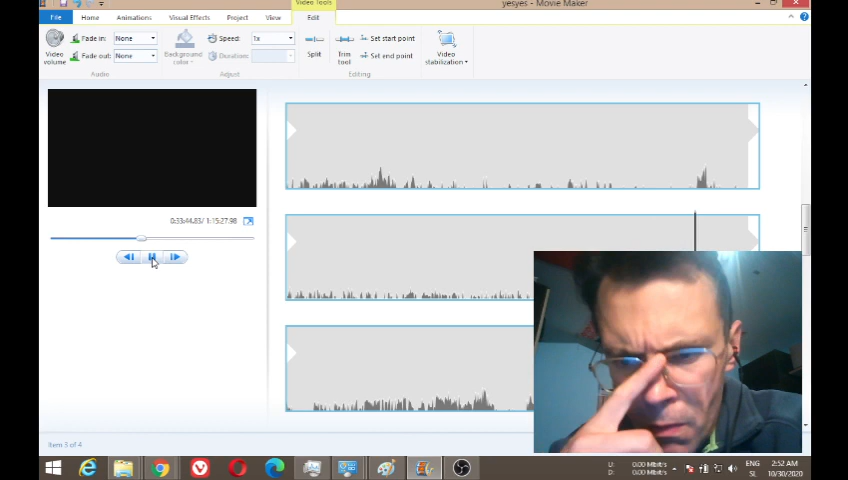 yesyes - Movie Maker
Video Tools
File Home Animations Visual Effects Project View Edit
Fade in: None
Speed: 1x
Set start point
Video volume
Fade out: None
Background color
Duration:
Split
Trim tool
Set end point
Video stabilization
Audio Adjust Editing
0:33:44.83/ 1:15:27.98
Item 3 of 4
U: 0.00 Mbit/s
D: 0.00 Mbit/s
ENG 2:52 AM
SL 10/30/2020